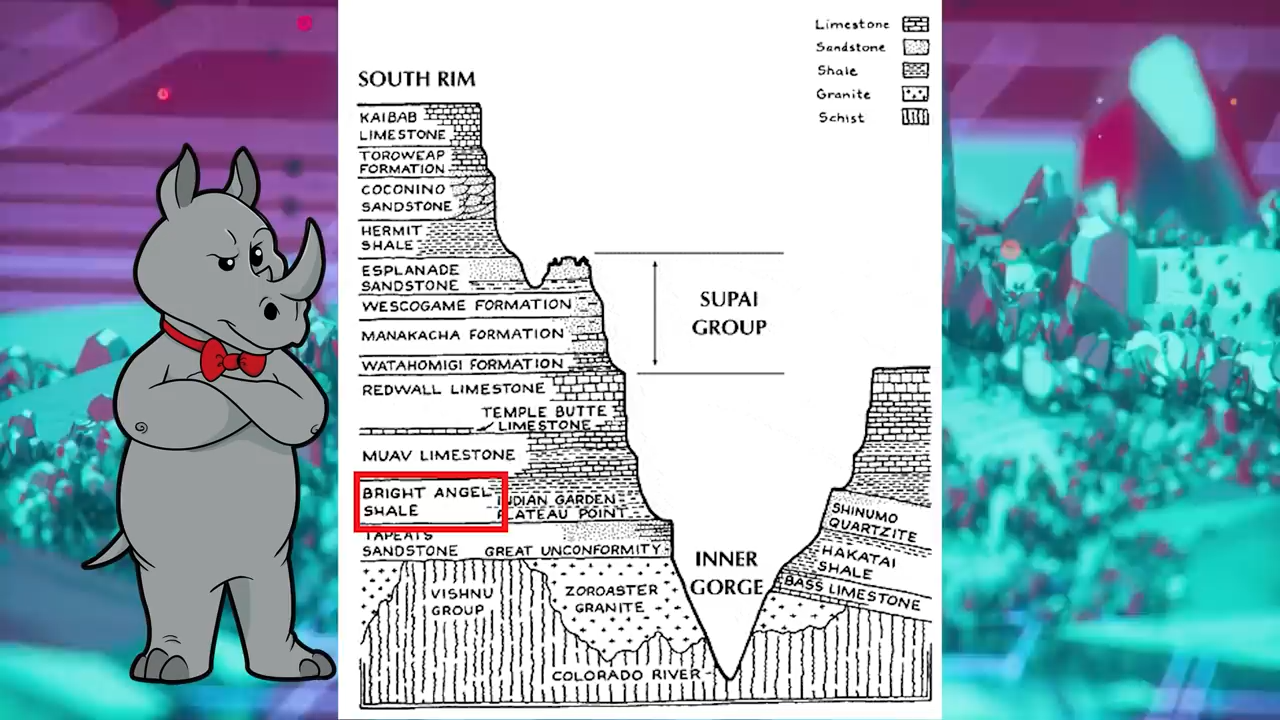 Limestone
Sandstone
Shale
Granite
Schist
SOUTH RIM
KAIBAB
LIMESTONE
TOROWEAP
FORMATION
COCONINO
SANDSTONE
HERMIT
SHALE
ESPLANADE
SANDSTONE
WESCOGAME FORMATION
MANAKACHA FORMATION
WATAHOMIGI FORMATION
SUPAI
GROUP
REDWALL LIMESTONE
TEMPLE BUTTE
LIMESTONE
MUAV LIMESTONE
BRIGHT ANGEL
SHALE
INDIAN GARDEN
PLATEAU POINT
TAPEATS
SANDSTONE
GREAT UNCONFORMITY
VISHNU
GROUP
ZOROASTER
GRANITE
INNER
GORGE
COLORADO RIVER
SHINUMO
QUARTZITE
HAKATAI
SHALE
BASS LIMESTONE